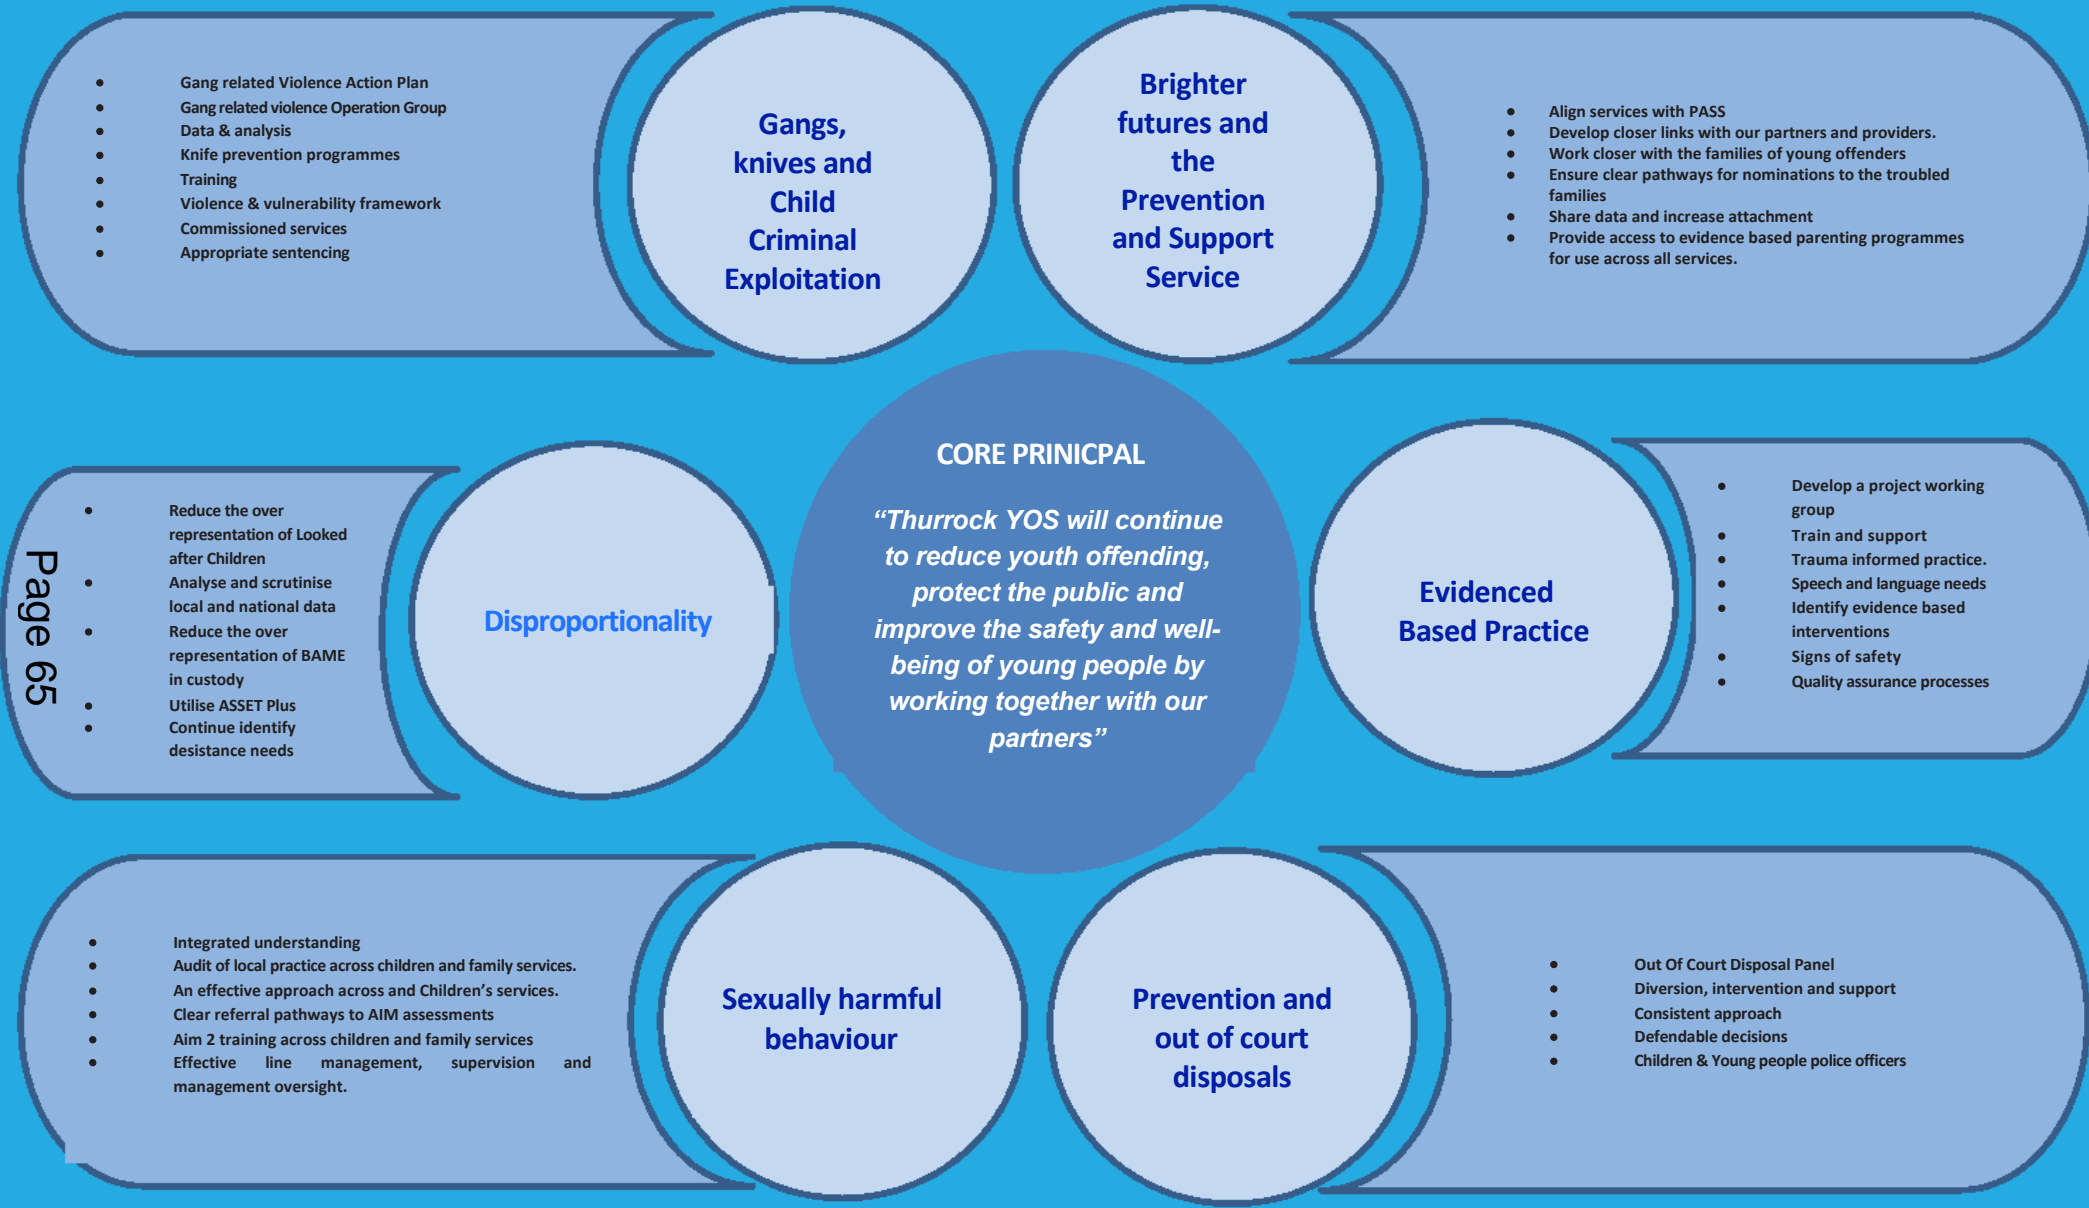 Gang related Violence Action Plan
Gang related violence Operation Group
Data & analysis
Knife prevention programmes
Training
Violence & vulnerability framework
Commissioned services
Appropriate sentencing
Gangs,
knives and
Child
Criminal
Exploitation
Brighter
futures and
the
Prevention
and Support
Service
Align services with PASS
Develop closer links with our partners and providers.
Work closer with the families of young offenders
Ensure clear pathways for nominations to the troubled
families
Share data and increase attachment
Provide access to evidence based parenting programmes
for use across all services.
Page 65
Reduce the over
representation of Looked
after Children
Analyse and scrutinise
local and national data
Reduce the over
representation of BAME
in custody
Utilise ASSET Plus
Continue identify
desistance needs
Disproportionality
CORE PRINICPAL
“Thurrock YOS will continue
to reduce youth offending,
protect the public and
improve the safety and well-
being of young people by
working together with our
partners”
Evidenced
Based Practice
Develop a project working
group
Train and support
Trauma informed practice.
Speech and language needs
Identify evidence based
interventions
Signs of safety
Quality assurance processes
Integrated understanding
Audit of local practice across children and family services.
An effective approach across and Children’s services.
Clear referral pathways to AIM assessments
Aim 2 training across children and family services
Effective line management, supervision and
management oversight.
Sexually harmful
behaviour
Prevention and
out of court
disposals
Out Of Court Disposal Panel
Diversion, intervention and support
Consistent approach
Defendable decisions
Children & Young people police officers